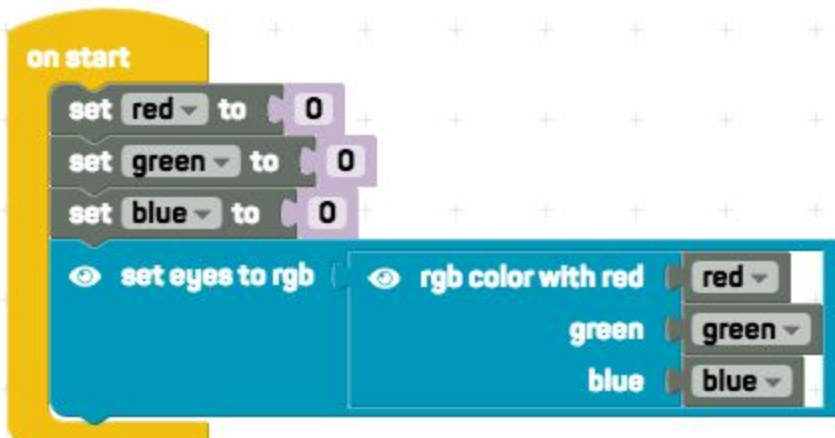 on start
set red to 0
set green to 0
set blue to 0
set eyes to rgb rgb color with red red
green green
blue blue